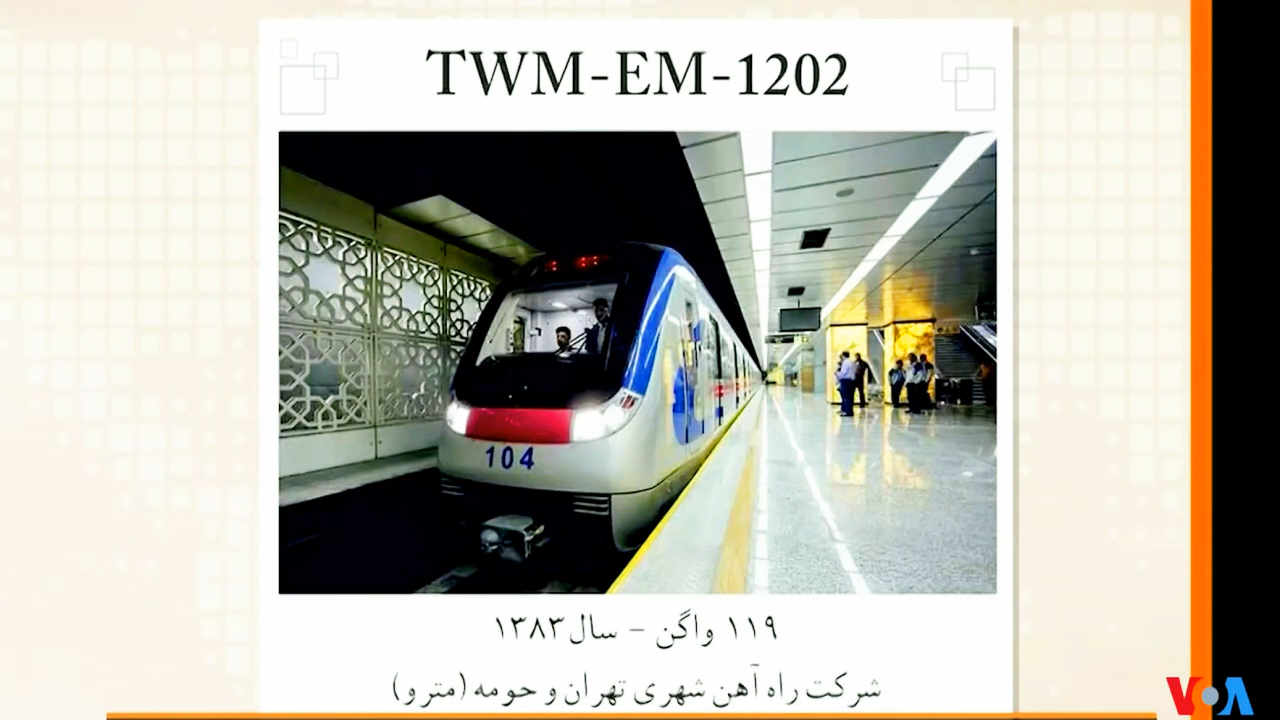 TWM-EM-1202
104
۱۱۹ واگن – سال ۱۳۸۳
شرکت راه آهن شهری تهران و حومه (مترو)
VOA